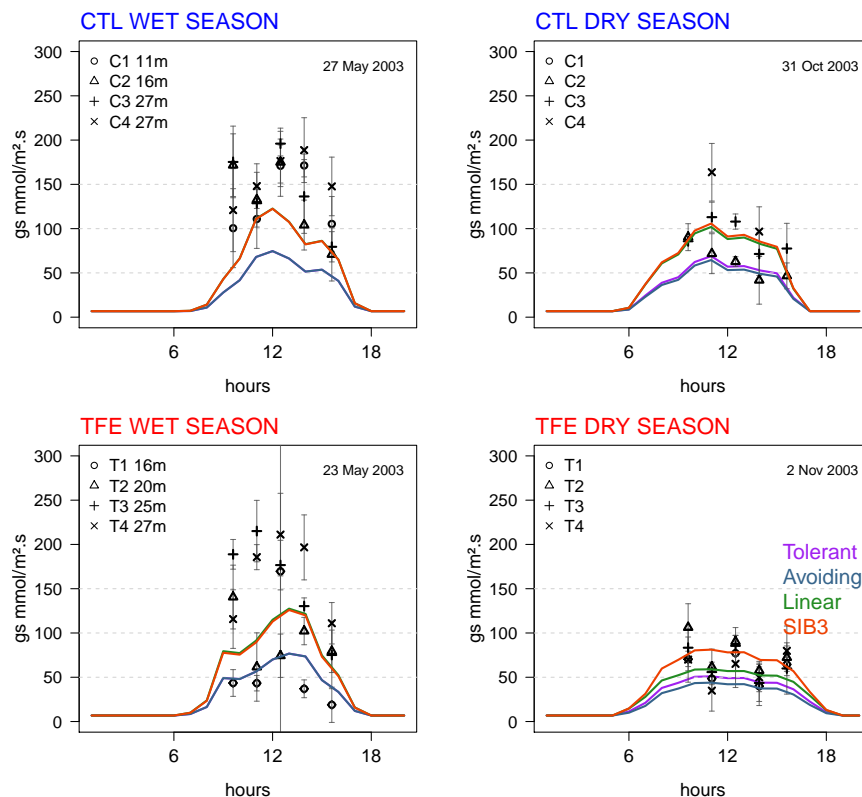 CTL WET SEASON
27 May 2003
C1 11m
C2 16m
C3 27m
C4 27m
gs mmol/m².s
300
250
200
150
100
50
0
6 12 18
hours
CTL DRY SEASON
31 Oct 2003
C1
C2
C3
C4
gs mmol/m².s
300
250
200
150
100
50
0
6 12 18
hours
TFE WET SEASON
23 May 2003
T1 16m
T2 20m
T3 25m
T4 27m
gs mmol/m².s
300
250
200
150
100
50
0
6 12 18
hours
TFE DRY SEASON
2 Nov 2003
T1
T2
T3
T4
Tolerant
Avoiding
Linear
SIB3
gs mmol/m².s
300
250
200
150
100
50
0
6 12 18
hours